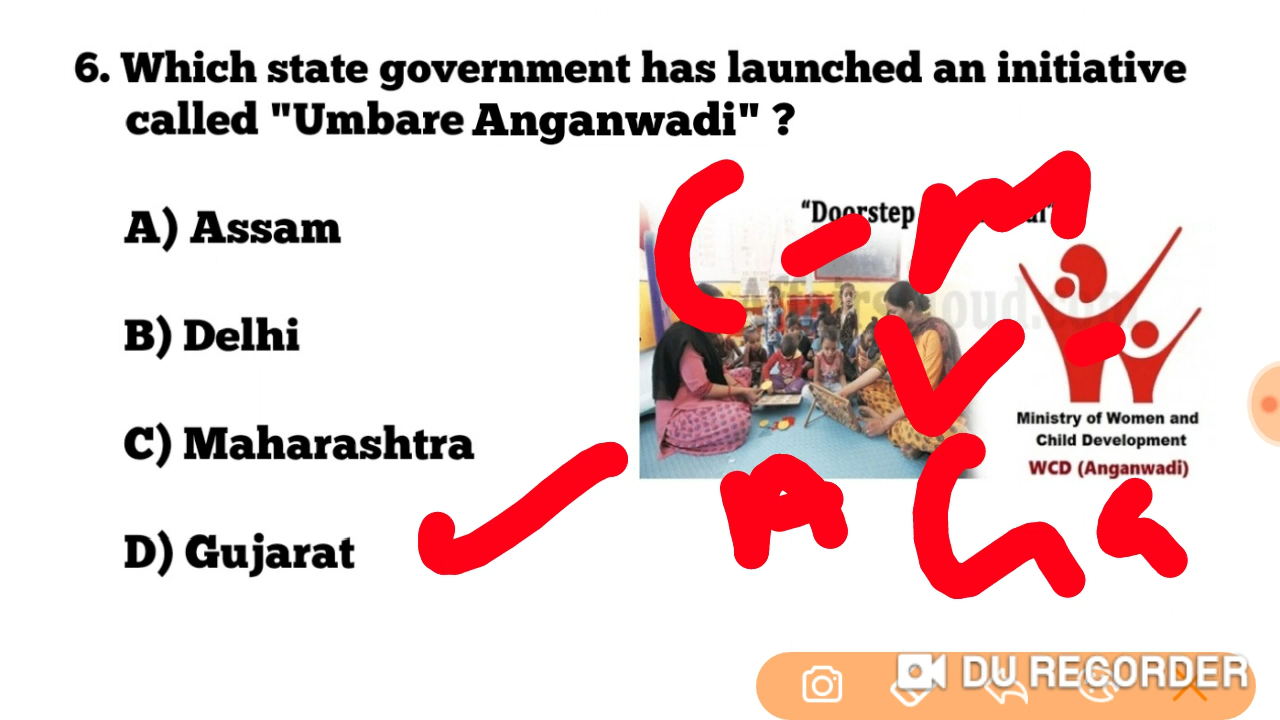 6. Which state government has launched an initiative
called "Umbare Anganwadi" ?
A) Assam
B) Delhi
C) Maharashtra
D) Gujarat
"Doorstep
C - M
V -
Ministry of Women and
Child Development
WCD (Anganwadi)
DU RECORDER